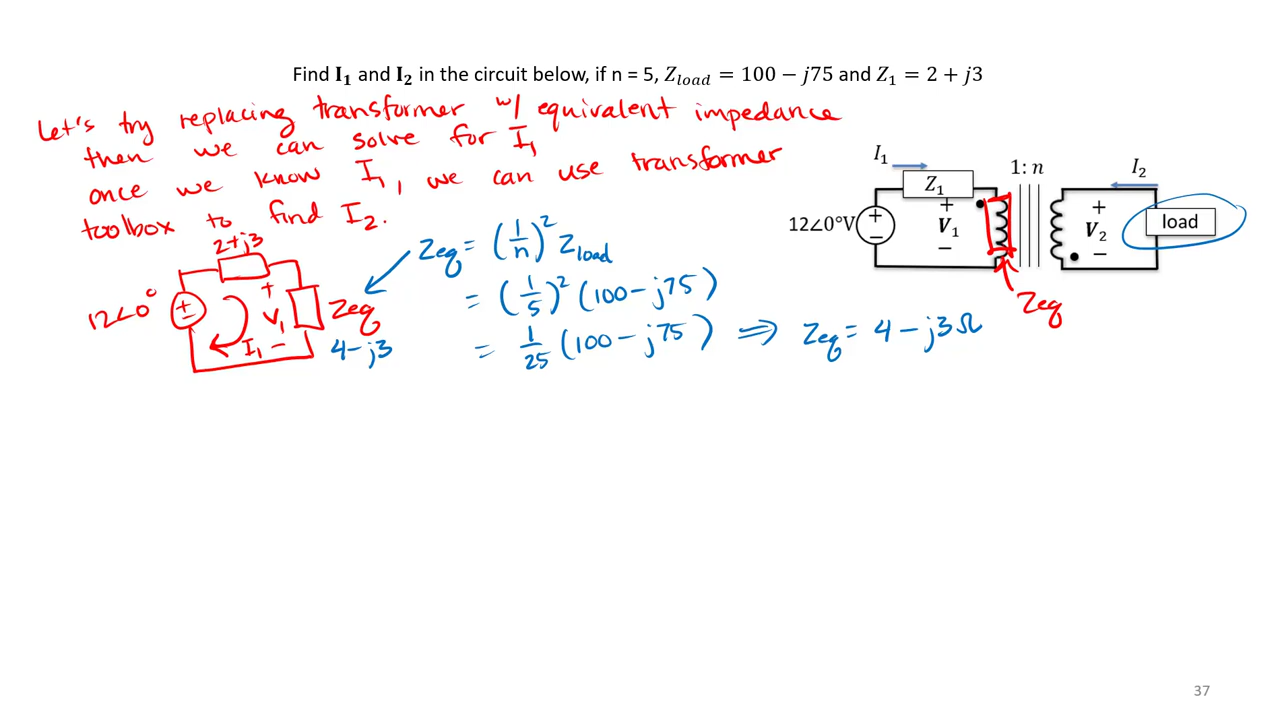 Find I₁ and I₂ in the circuit below, if n = 5, Z_load = 100 − j75 and Z₁ = 2 + j3
Let's try replacing transformer w/ equivalent impedance
then we can solve for I₁
once we know I₁, we can use transformer
toolbox to find I₂.
2+j3
12∠0°
+
−
+
V₁
−
I₁
Zeq
4−j3
Zeq = (1/n)² Z_load
= (1/5)² (100 − j75)
= 1/25 (100 − j75) ⟹ Zeq = 4 − j3 Ω
I₁
Z₁
1: n
I₂
12∠0°V
+
−
+
V₁
−
+
V₂
−
load
Zeq
37